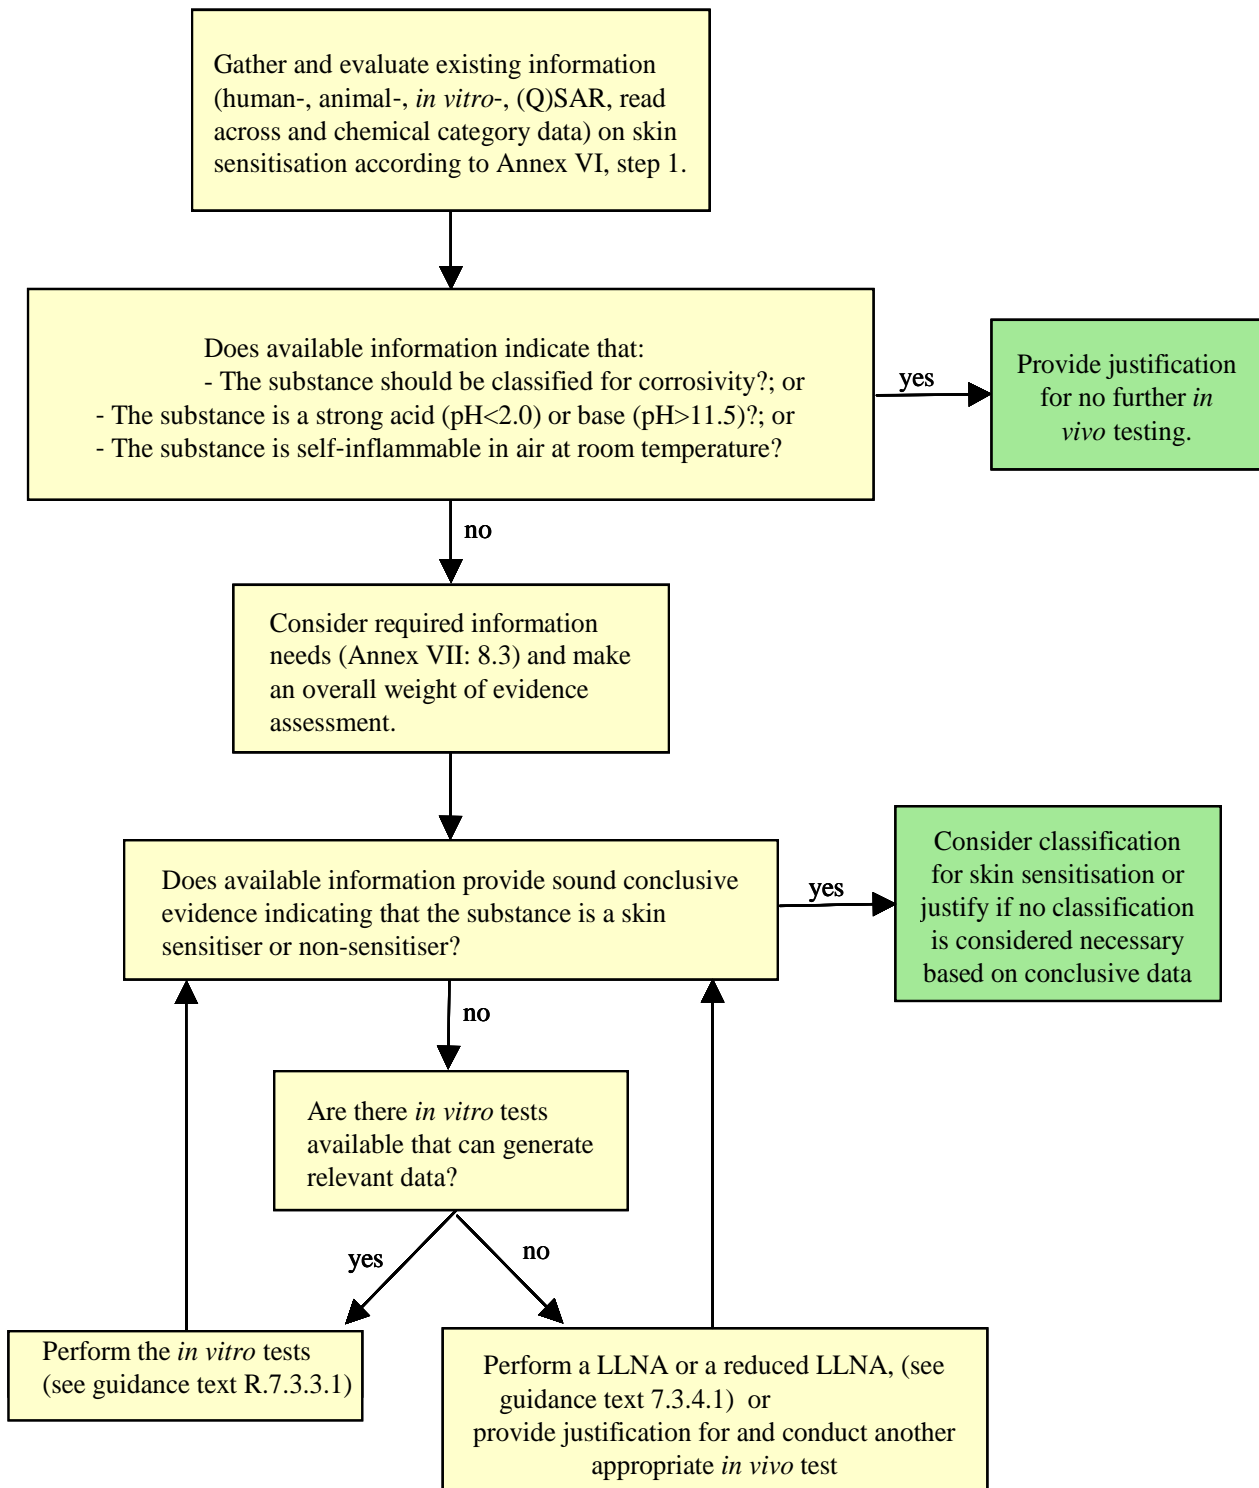 Gather and evaluate existing information
(human-, animal-, in vitro-, (Q)SAR, read
across and chemical category data) on skin
sensitisation according to Annex VI, step 1.
Does available information indicate that:
- The substance should be classified for corrosivity?; or
- The substance is a strong acid (pH<2.0) or base (pH>11.5)?; or
- The substance is self-inflammable in air at room temperature?
yes
Provide justification
for no further in
vivo testing.
no
Consider required information
needs (Annex VII: 8.3) and make
an overall weight of evidence
assessment.
Does available information provide sound conclusive
evidence indicating that the substance is a skin
sensitiser or non-sensitiser?
yes
Consider classification
for skin sensitisation or
justify if no classification
is considered necessary
based on conclusive data
no
Are there in vitro tests
available that can generate
relevant data?
yes
no
Perform the in vitro tests
(see guidance text R.7.3.3.1)
Perform a LLNA or a reduced LLNA, (see
guidance text 7.3.4.1) or
provide justification for and conduct another
appropriate in vivo test